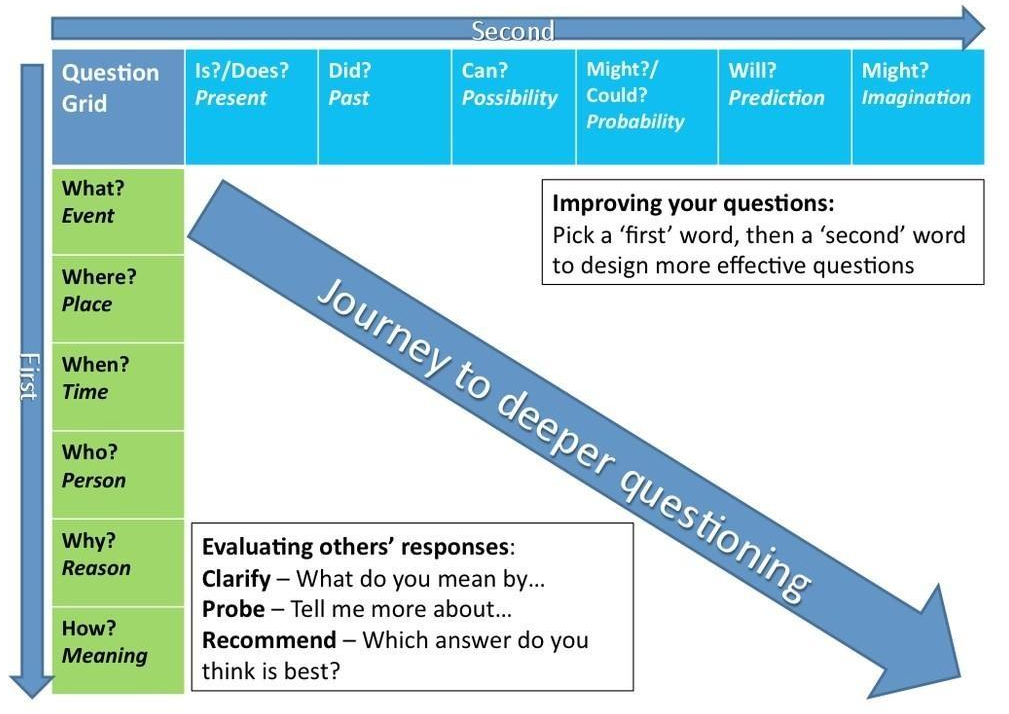 Second
First
Question
Grid
Is?/Does?
Present
Did?
Past
Can?
Possibility
Might?/
Could?
Probability
Will?
Prediction
Might?
Imagination
What?
Event
Where?
Place
When?
Time
Who?
Person
Why?
Reason
How?
Meaning
Improving your questions:
Pick a ‘first’ word, then a ‘second’ word
to design more effective questions
Journey to deeper questioning
Evaluating others’ responses:
Clarify – What do you mean by...
Probe – Tell me more about...
Recommend – Which answer do you
think is best?